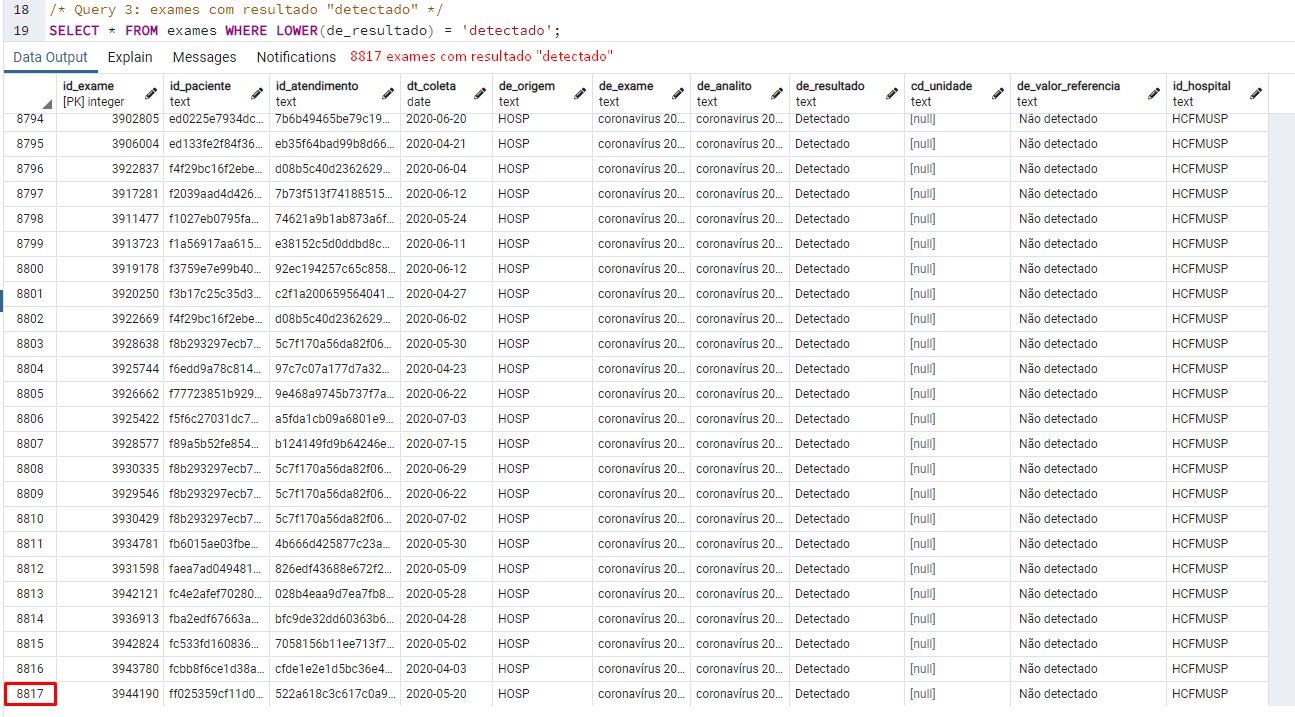 18 /* Query 3: exames com resultado "detectado" */
19 SELECT * FROM exames WHERE LOWER(de_resultado) = 'detectado';
Data Output Explain Messages Notifications 8817 exames com resultado "detectado"
id_exame id_paciente id_atendimento dt_coleta de_origem de_exame de_analito de_resultado cd_unidade de_valor_referencia id_hospital
[PK] integer text text date text text text text text text text
8794 3902805 ed0225e7934dc... 7b6b49465be79c19... 2020-06-20 HOSP coronavírus 20... coronavírus 20... Detectado [null] Não detectado HCFMUSP
8795 3906004 ed133fe2f84f36... eb35f64bad99b8d66... 2020-04-21 HOSP coronavírus 20... coronavírus 20... Detectado [null] Não detectado HCFMUSP
8796 3922837 f4f29bc16f2ebe... d08b5c40d2362629... 2020-06-04 HOSP coronavírus 20... coronavírus 20... Detectado [null] Não detectado HCFMUSP
8797 3917281 f2039aad4d426... 7b73f513f74188515... 2020-06-12 HOSP coronavírus 20... coronavírus 20... Detectado [null] Não detectado HCFMUSP
8798 3911477 f1027eb0795fa... 74621a9b1ab873a6f... 2020-05-24 HOSP coronavírus 20... coronavírus 20... Detectado [null] Não detectado HCFMUSP
8799 3913723 f1a56917aa615... e38152c5d0ddbd8c... 2020-06-11 HOSP coronavírus 20... coronavírus 20... Detectado [null] Não detectado HCFMUSP
8800 3919178 f3759e7e99b40... 92ec194257c65c858... 2020-06-12 HOSP coronavírus 20... coronavírus 20... Detectado [null] Não detectado HCFMUSP
8801 3920250 f3b17c25c35d3... c2f1a200659564041... 2020-04-27 HOSP coronavírus 20... coronavírus 20... Detectado [null] Não detectado HCFMUSP
8802 3922669 f4f29bc16f2ebe... d08b5c40d2362629... 2020-06-02 HOSP coronavírus 20... coronavírus 20... Detectado [null] Não detectado HCFMUSP
8803 3928638 f8b293297ecb7... 5c7f170a56da82f06... 2020-05-30 HOSP coronavírus 20... coronavírus 20... Detectado [null] Não detectado HCFMUSP
8804 3925744 f6edd9a78c814... 97c7c07a177d7a32... 2020-04-23 HOSP coronavírus 20... coronavírus 20... Detectado [null] Não detectado HCFMUSP
8805 3926662 f77723851b929... 9e468a9745b737f7a... 2020-06-22 HOSP coronavírus 20... coronavírus 20... Detectado [null] Não detectado HCFMUSP
8806 3925422 f5f6c27031dc7... a5fda1cb09a6801e9... 2020-07-03 HOSP coronavírus 20... coronavírus 20... Detectado [null] Não detectado HCFMUSP
8807 3928577 f89a5b52fe854... b124149fd9b64246e... 2020-07-15 HOSP coronavírus 20... coronavírus 20... Detectado [null] Não detectado HCFMUSP
8808 3930335 f8b293297ecb7... 5c7f170a56da82f06... 2020-06-29 HOSP coronavírus 20... coronavírus 20... Detectado [null] Não detectado HCFMUSP
8809 3929546 f8b293297ecb7... 5c7f170a56da82f06... 2020-06-22 HOSP coronavírus 20... coronavírus 20... Detectado [null] Não detectado HCFMUSP
8810 3930429 f8b293297ecb7... 5c7f170a56da82f06... 2020-07-02 HOSP coronavírus 20... coronavírus 20... Detectado [null] Não detectado HCFMUSP
8811 3934781 fb6015ae03fbe... 4b666d425877c23a... 2020-05-30 HOSP coronavírus 20... coronavírus 20... Detectado [null] Não detectado HCFMUSP
8812 3931598 faea7ad049481... 826edf43688e672f2... 2020-05-09 HOSP coronavírus 20... coronavírus 20... Detectado [null] Não detectado HCFMUSP
8813 3942121 fc4e2afef70280... 028b4eaa9d7ea7fb8... 2020-05-28 HOSP coronavírus 20... coronavírus 20... Detectado [null] Não detectado HCFMUSP
8814 3936913 fba2edf67663a... bfc9de32dd60363b6... 2020-04-28 HOSP coronavírus 20... coronavírus 20... Detectado [null] Não detectado HCFMUSP
8815 3942824 fc533fd160836... 7058156b11ee713f7... 2020-05-02 HOSP coronavírus 20... coronavírus 20... Detectado [null] Não detectado HCFMUSP
8816 3943780 fcbb8f6ce1d38a... cfde1e2e1d5bc36e4... 2020-04-03 HOSP coronavírus 20... coronavírus 20... Detectado [null] Não detectado HCFMUSP
8817 3944190 ff025359cf11d0... 522a618c3c617c0a9... 2020-05-20 HOSP coronavírus 20... coronavírus 20... Detectado [null] Não detectado HCFMUSP